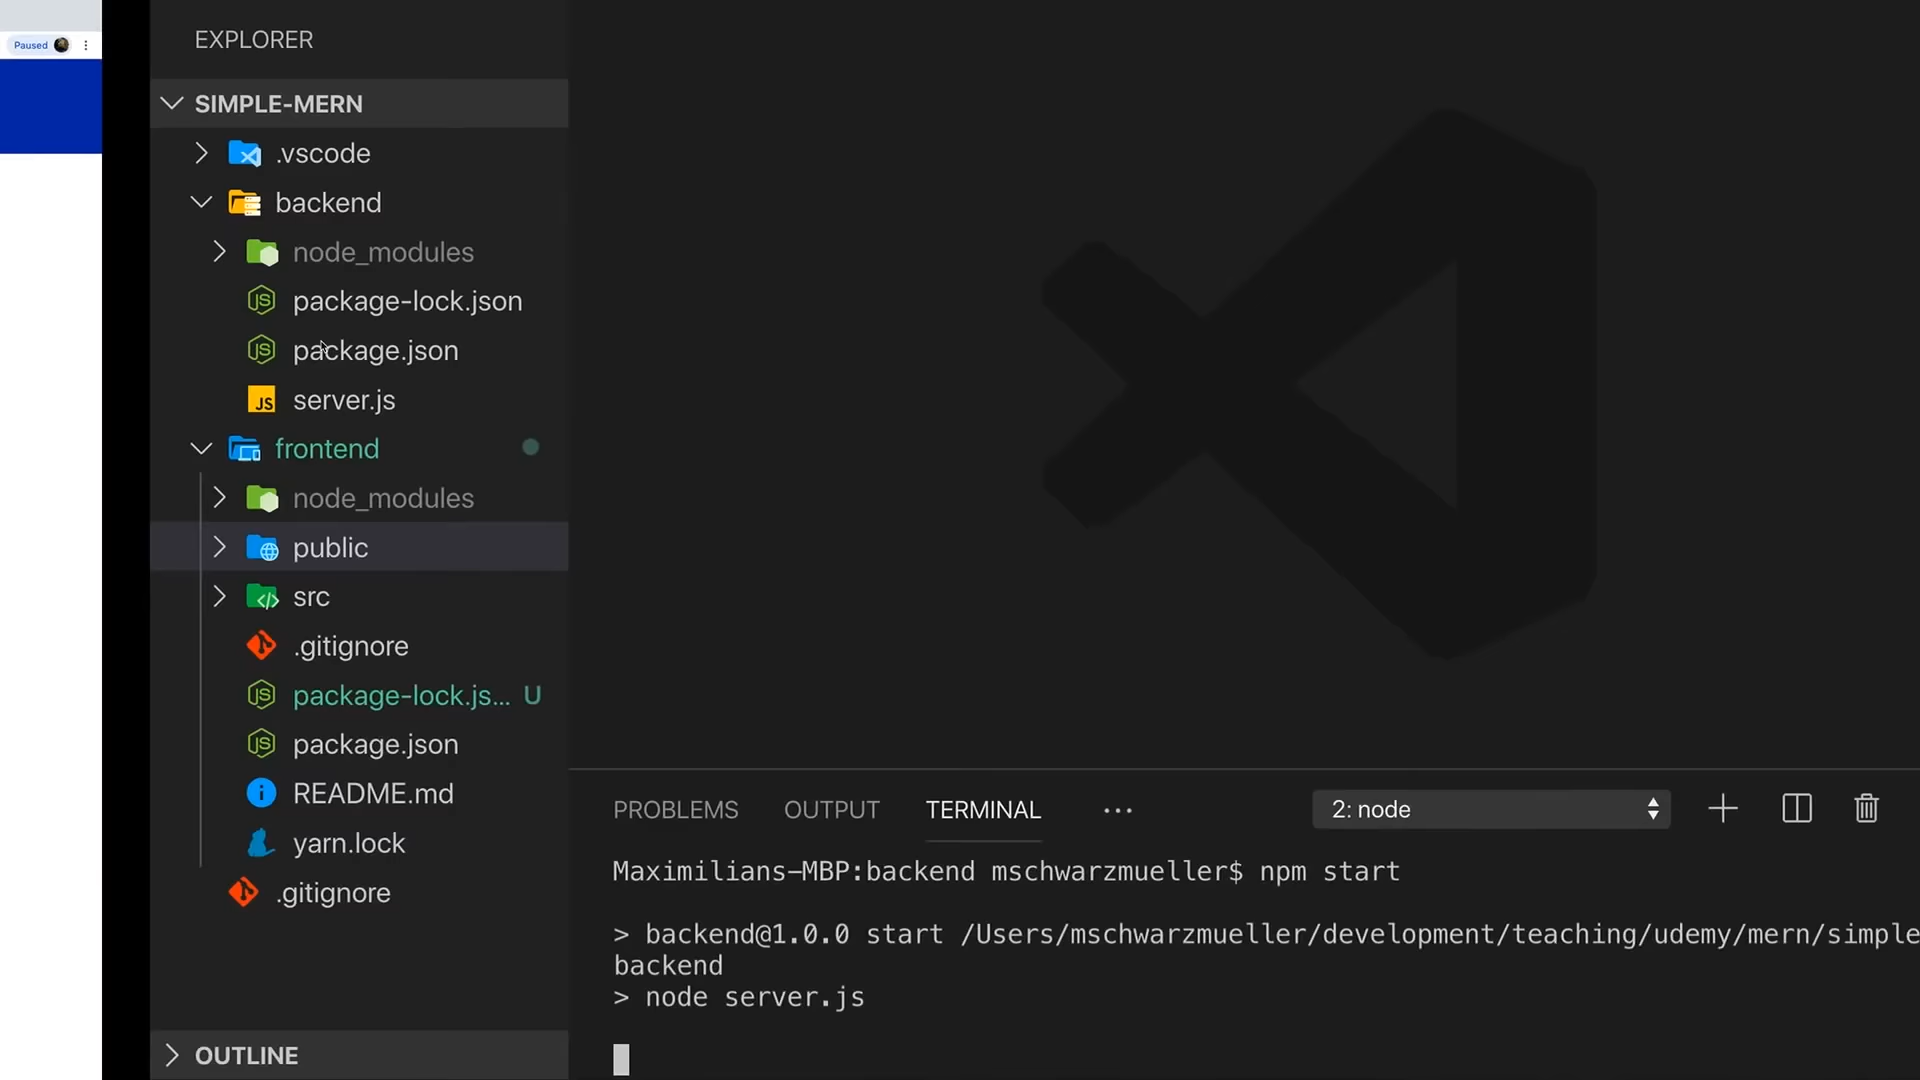 Paused
EXPLORER
SIMPLE-MERN
.vscode
backend
node_modules
package-lock.json
package.json
server.js
frontend
node_modules
public
src
.gitignore
package-lock.js... U
package.json
README.md
yarn.lock
.gitignore
OUTLINE
PROBLEMS OUTPUT TERMINAL ... 2: node
Maximilians-MBP:backend mschwarzmueller$ npm start
> backend@1.0.0 start /Users/mschwarzmueller/development/teaching/udemy/mern/simple
backend
> node server.js